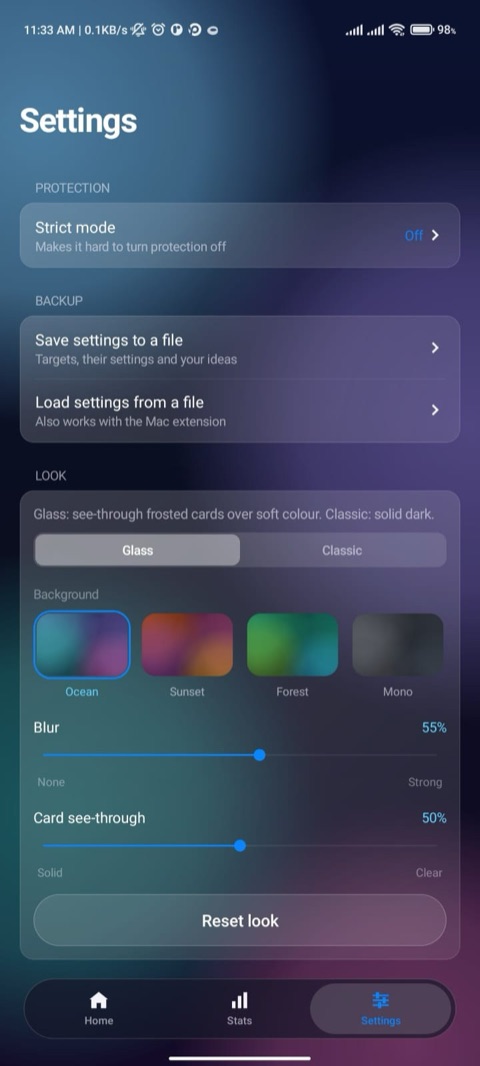 11:33 AM | 0.1KB/s
98%
Settings
PROTECTION
Strict mode
Off
Makes it hard to turn protection off
BACKUP
Save settings to a file
Targets, their settings and your ideas
Load settings from a file
Also works with the Mac extension
LOOK
Glass: see-through frosted cards over soft colour. Classic: solid dark.
Glass
Classic
Background
Ocean
Sunset
Forest
Mono
Blur
55%
None
Strong
Card see-through
50%
Solid
Clear
Reset look
Home
Stats
Settings